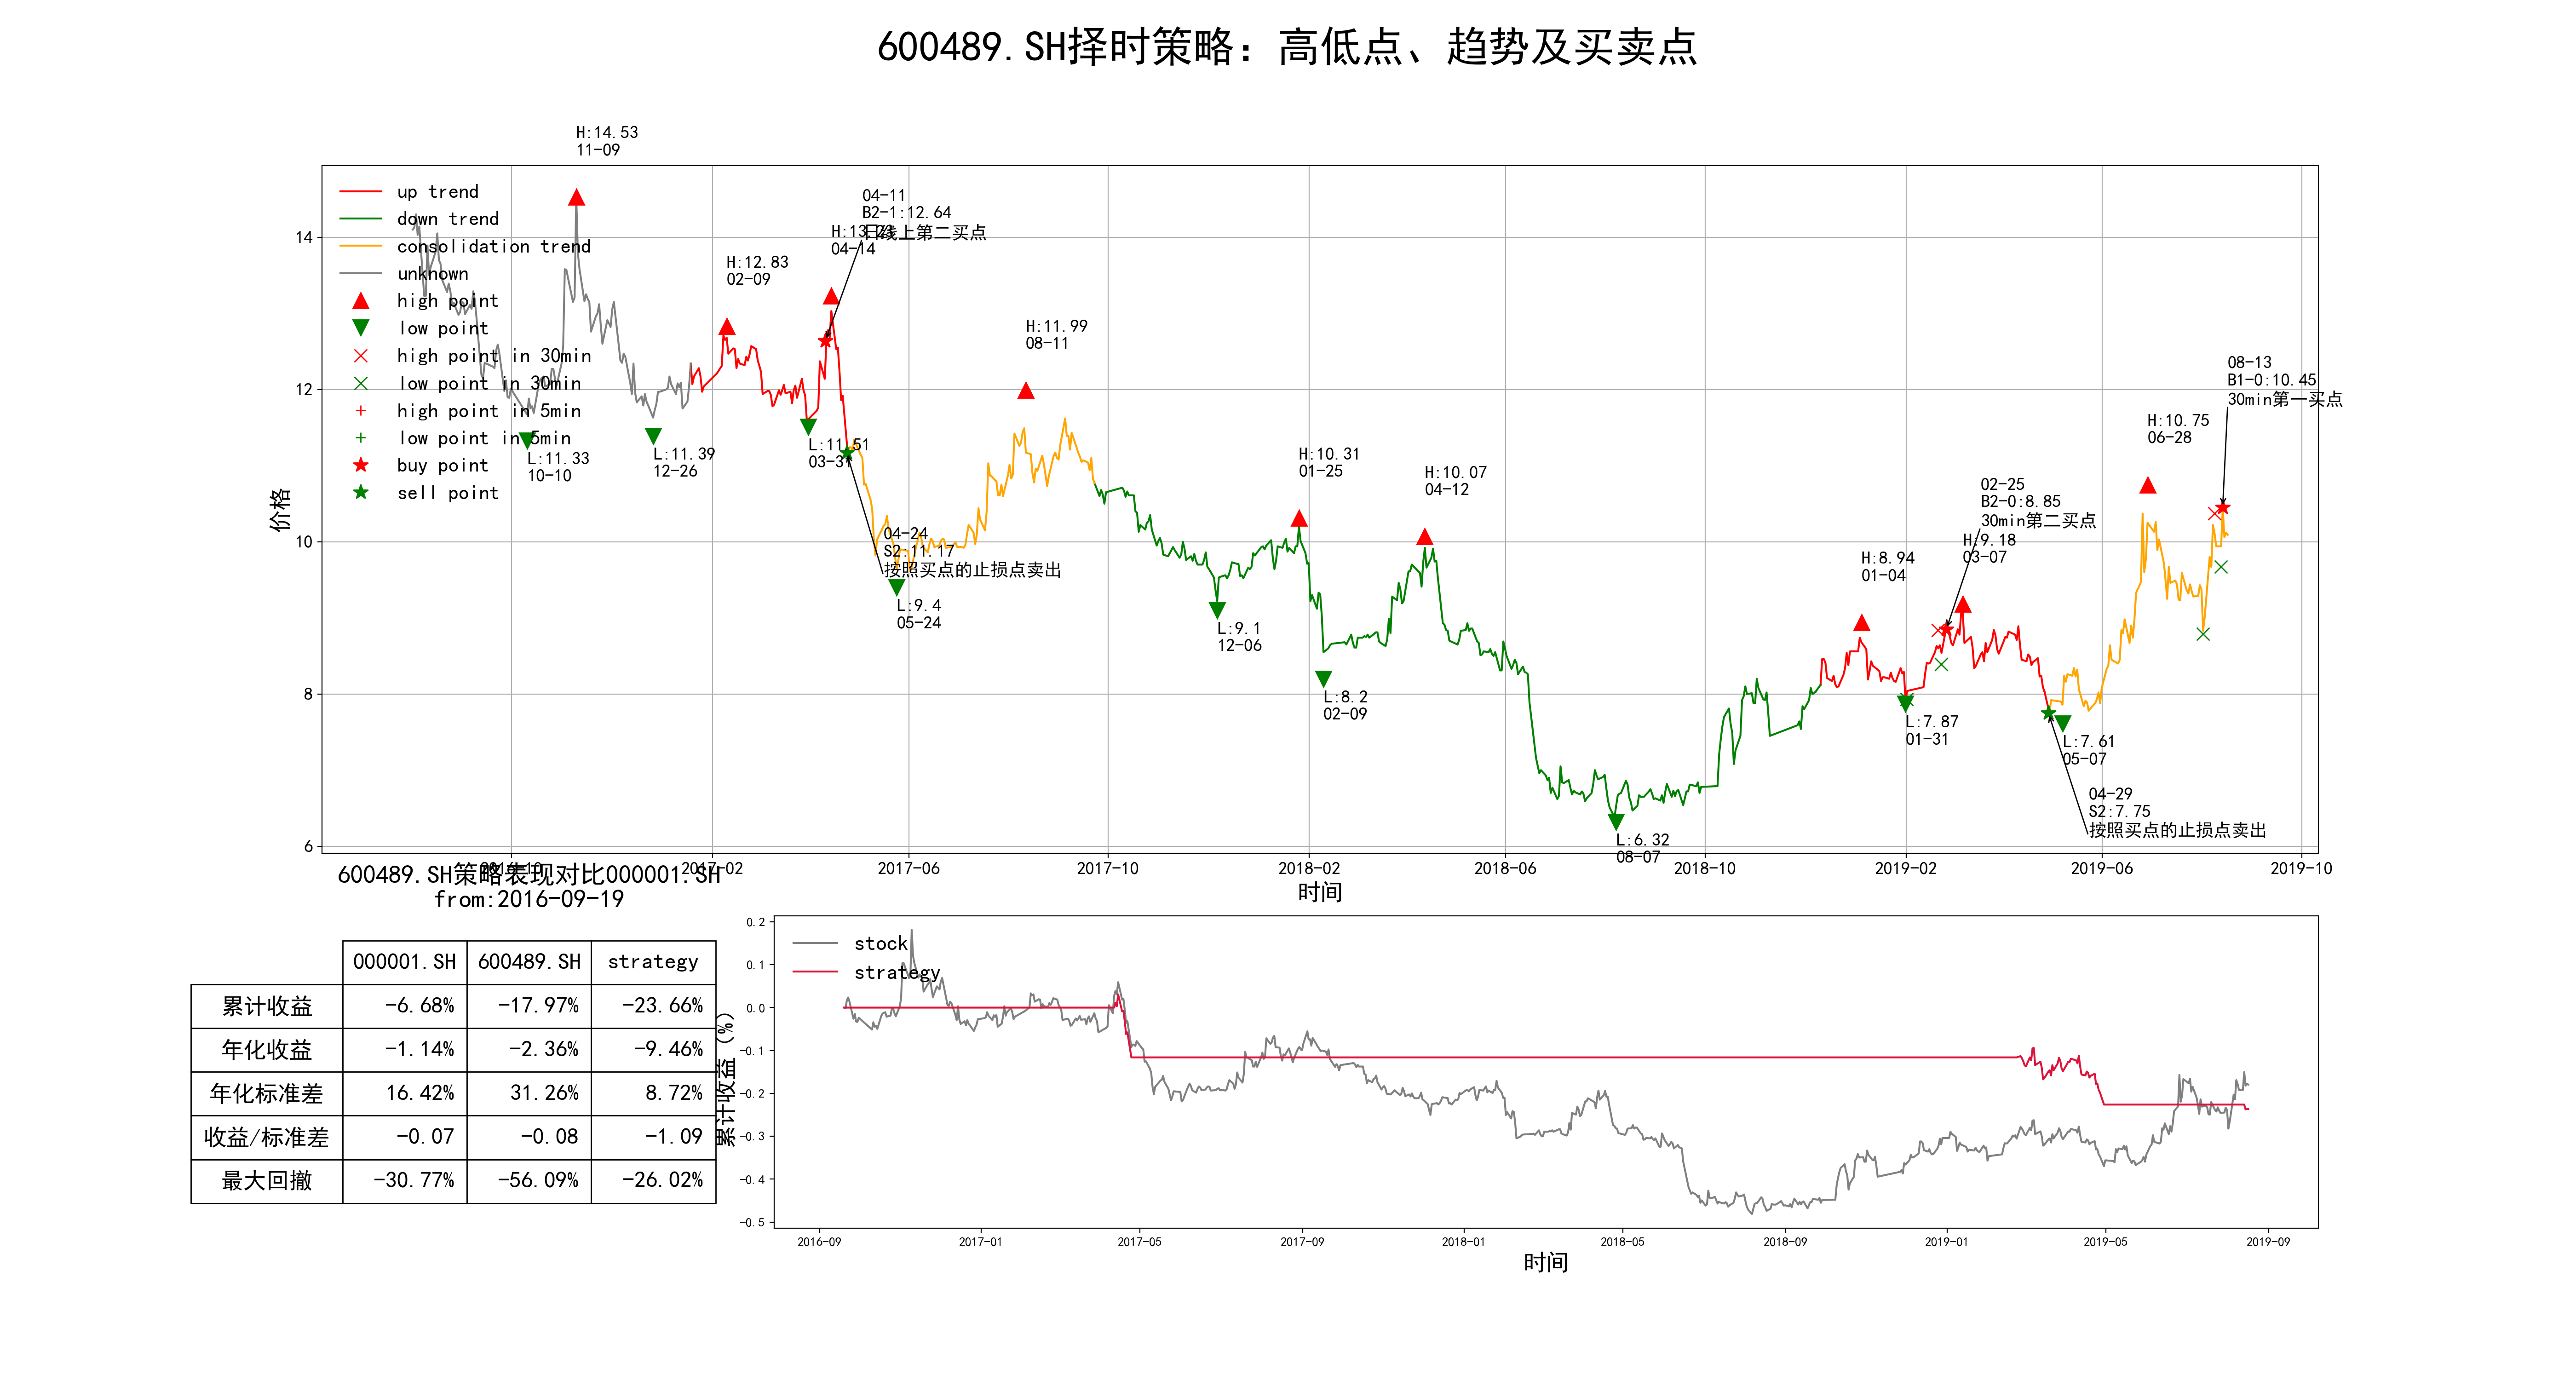 600489.SH择时策略：高低点、趋势及买卖点
H:14.53
11-09
up trend
down trend
consolidation trend
unknown
high point
low point
high point in 30min
low point in 30min
high point in 5min
low point in 5min
buy point
sell point
价格
14
12
10
8
6
L:11.33
10-10
L:11.39
12-26
H:12.83
02-09
L:11.51
03-31
04-11
B2-1:12.64
日线上第二买点
04-14
04-24
S2:11.17
按照买点的止损点卖出
L:9.4
05-24
H:11.99
08-11
L:9.1
12-06
H:10.31
01-25
L:8.2
02-09
H:10.07
04-12
L:6.32
08-07
H:8.94
01-04
L:7.87
01-31
02-25
B2-0:8.85
30min第二买点
H:9.18
03-07
04-29
S2:7.75
按照买点的止损点卖出
L:7.61
05-07
H:10.75
06-28
08-13
B1-0:10.45
30min第一买点
2016-10
2017-02
2017-06
2017-10
2018-02
2018-06
2018-10
2019-02
2019-06
2019-10
时间
600489.SH策略表现对比000001.SH
from:2016-09-19
000001.SH 600489.SH strategy
累计收益 -6.68% -17.97% -23.66%
年化收益 -1.14% -2.36% -9.46%
年化标准差 16.42% 31.26% 8.72%
收益/标准差 -0.07 -0.08 -1.09
最大回撤 -30.77% -56.09% -26.02%
累计收益（%）
0.2
0.1
0.0
-0.1
-0.2
-0.3
-0.4
-0.5
stock
strategy
2016-09
2017-01
2017-05
2017-09
2018-01
2018-05
2018-09
2019-01
2019-05
2019-09
时间